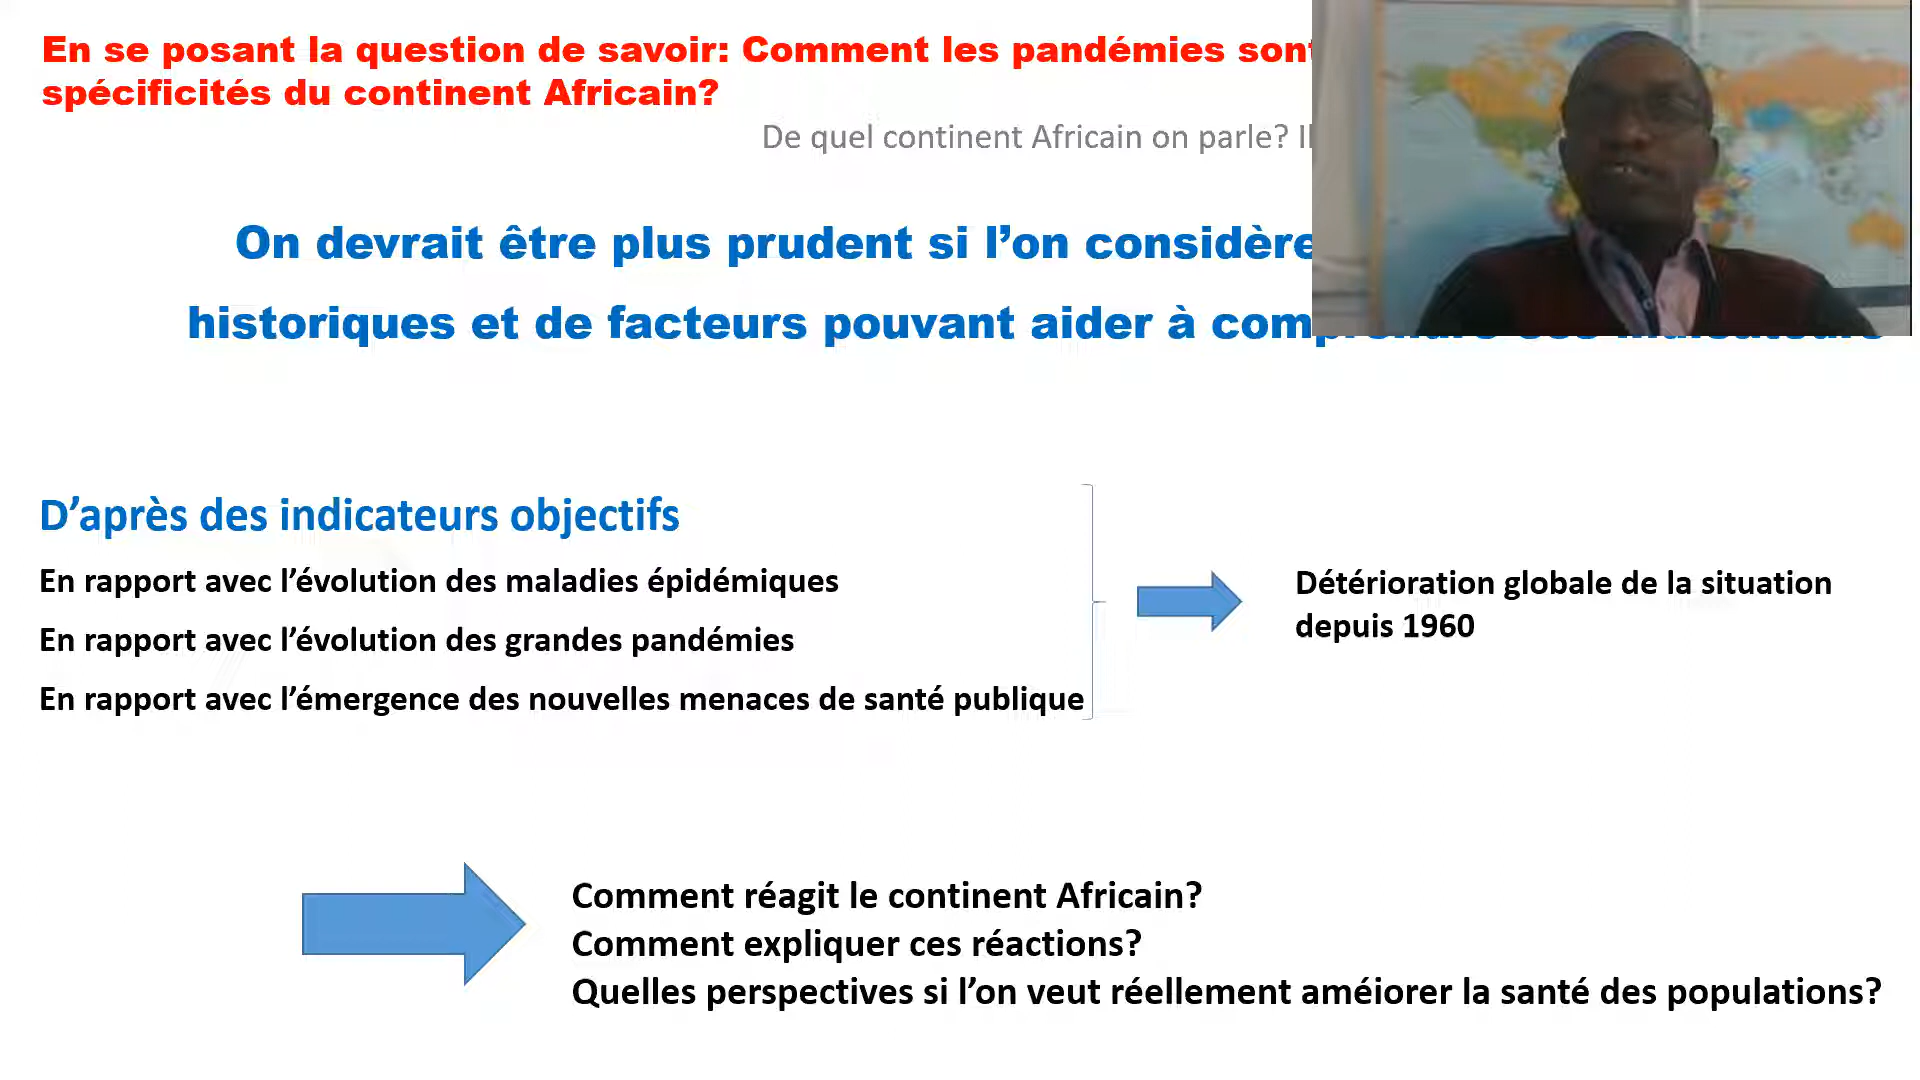 En se posant la question de savoir: Comment les pandémies sont
spécificités du continent Africain?
De quel continent Africain on parle? Il
On devrait être plus prudent si l’on considère
historiques et de facteurs pouvant aider à comprendre ces indicateurs
D’après des indicateurs objectifs
En rapport avec l’évolution des maladies épidémiques
En rapport avec l’évolution des grandes pandémies
En rapport avec l’émergence des nouvelles menaces de santé publique
Détérioration globale de la situation
depuis 1960
Comment réagit le continent Africain?
Comment expliquer ces réactions?
Quelles perspectives si l’on veut réellement améiorer la santé des populations?